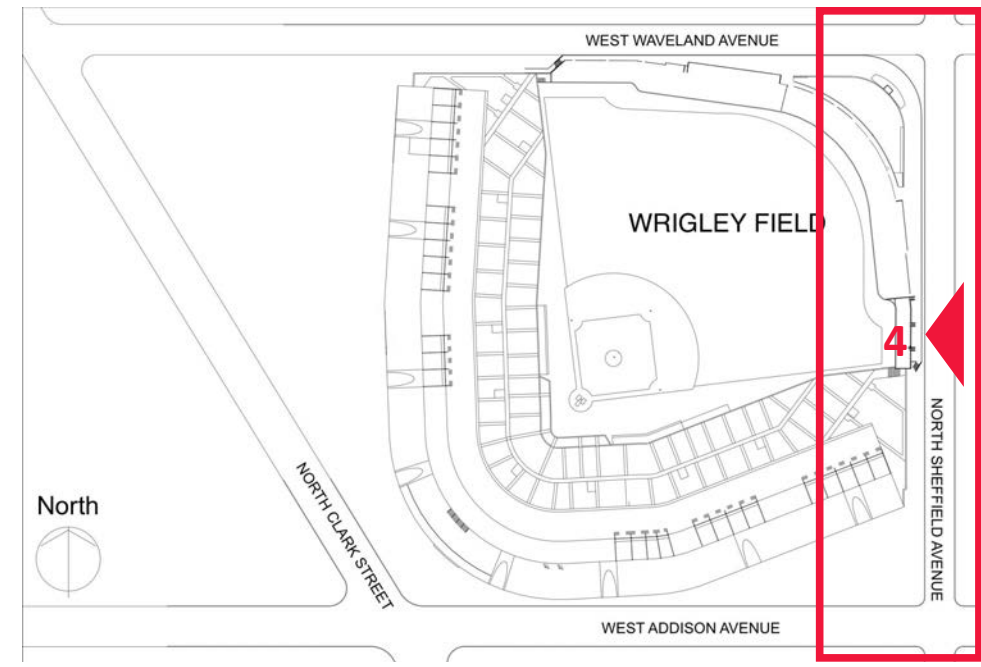 WEST WAVELAND AVENUE
WRIGLEY FIELD
4
NORTH SHEFFIELD AVENUE
NORTH CLARK STREET
North
WEST ADDISON AVENUE